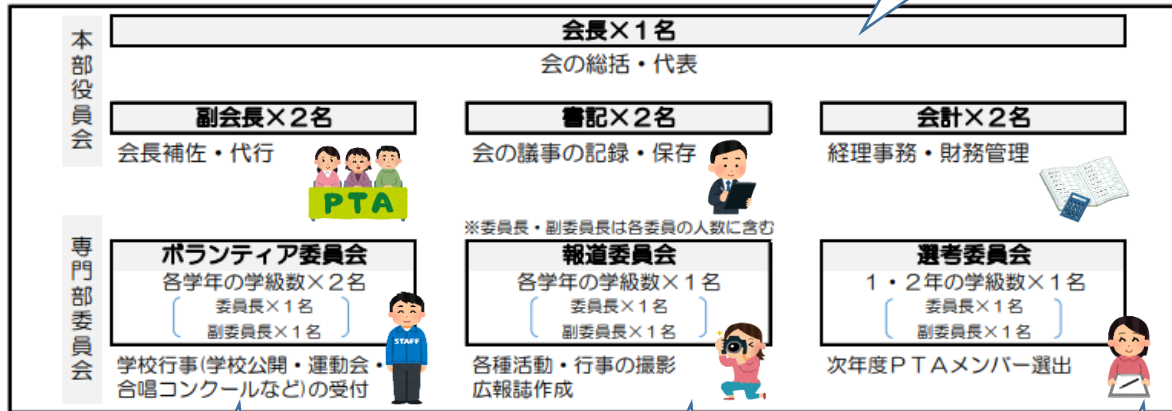 本部役員会
会長×1名
会の総括・代表
副会長×2名
会長補佐・代行
PTA
書記×2名
会の議事の記録・保存
会計×2名
経理事務・財務管理
専門部委員会
※委員長・副委員長は各委員の人数に含む
ボランティア委員会
各学年の学級数×2名
委員長×1名
副委員長×1名
学校行事(学校公開・運動会・
合唱コンクールなど)の受付
STAFF
報道委員会
各学年の学級数×1名
委員長×1名
副委員長×1名
各種活動・行事の撮影
広報誌作成
選考委員会
1・2年の学級数×1名
委員長×1名
副委員長×1名
次年度PTAメンバー選出